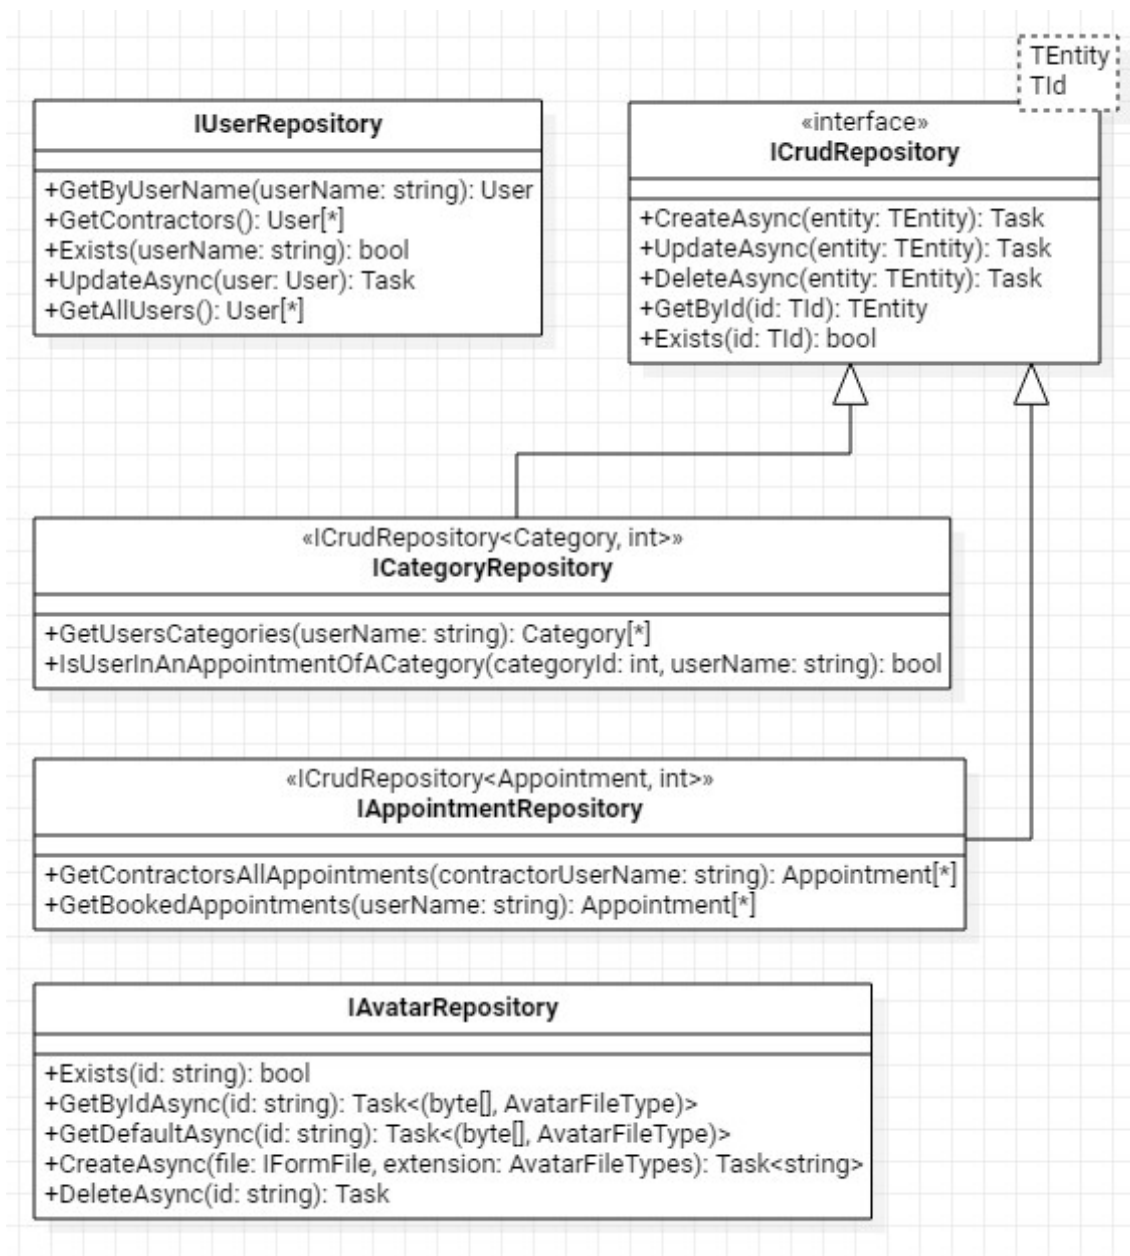 IUserRepository
+GetByUserName(userName: string): User
+GetContractors(): User[*]
+Exists(userName: string): bool
+UpdateAsync(user: User): Task
+GetAllUsers(): User[*]
TEntity
TId
«interface»
ICrudRepository
+CreateAsync(entity: TEntity): Task
+UpdateAsync(entity: TEntity): Task
+DeleteAsync(entity: TEntity): Task
+GetById(id: TId): TEntity
+Exists(id: TId): bool
«ICrudRepository<Category, int>»
ICategoryRepository
+GetUsersCategories(userName: string): Category[*]
+IsUserInAnAppointmentOfACategory(categoryId: int, userName: string): bool
«ICrudRepository<Appointment, int>»
IAppointmentRepository
+GetContractorsAllAppointments(contractorUserName: string): Appointment[*]
+GetBookedAppointments(userName: string): Appointment[*]
IAvatarRepository
+Exists(id: string): bool
+GetByIdAsync(id: string): Task<(byte[], AvatarFileType)>
+GetDefaultAsync(id: string): Task<(byte[], AvatarFileType)>
+CreateAsync(file: IFormFile, extension: AvatarFileTypes): Task<string>
+DeleteAsync(id: string): Task